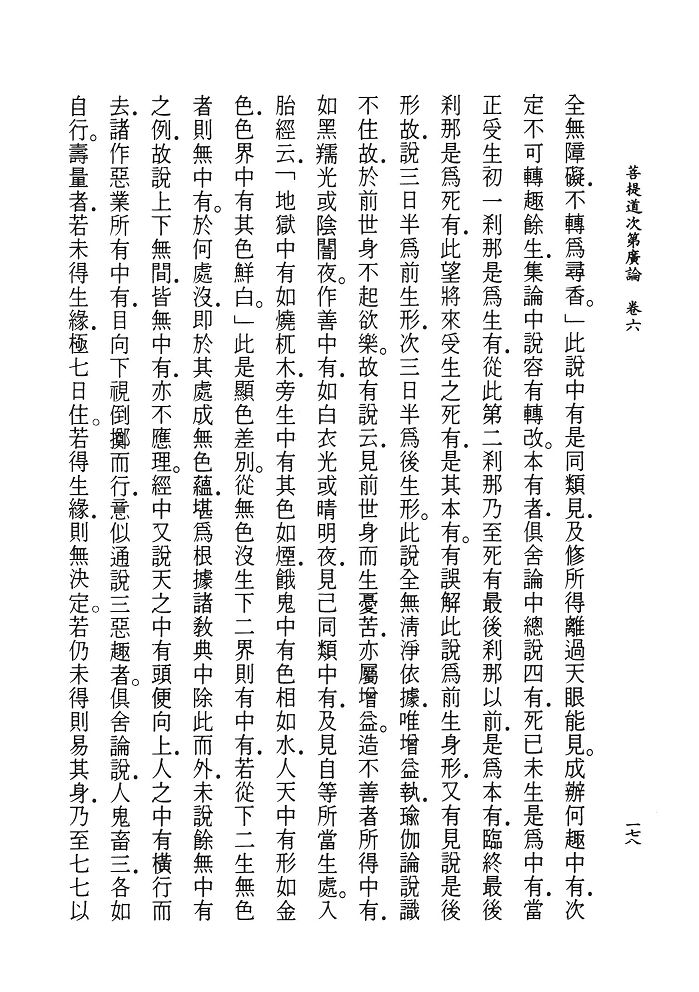 菩提道次第廣論　卷六
一七八
全無障礙．不轉爲尋香。」此說中有是同類見．及修所得離過天眼能見。成辦何趣中有．次
定不可轉趣餘生．集論中說容有轉改。本有者．俱舍論中總說四有．死已未生是爲中有．當
正受生初一剎那是爲生有．從此第二剎那乃至死有最後剎那以前．是爲本有．臨終最後
剎那是爲死有．此望將來受生之死有．是其本有。有誤解此說爲前生身形．又有見說是後
形故．說三日半爲前生形．次三日半爲後生形。此說全無清淨依據．唯增益執．瑜伽論說識
不住故．於前世身不起欲樂。故有說云．見前世身而生憂苦．亦屬增益。造不善者所得中有．
如黑羺光或陰闇夜。作善中有．如白衣光或晴明夜．見己同類中有．及見自等所當生處。入
胎經云．「地獄中有如燒杌木．旁生中有其色如煙．餓鬼中有色相如水．人天中有形如金
色．色界中有其色鮮白。」此是顯色差別。從無色沒生下二界則有中有．若從下二生無色
者則無中有。於何處沒．即於其處成無色蘊．堪爲根據諸教典中除此而外．未說餘無中有
之例．故說上下無間．皆無中有．亦不應理。經中又說天之中有頭便向上．人之中有橫行而
去．諸作惡業所有中有．目向下視倒擲而行．意似通說三惡趣者。俱舍論說．人鬼畜三．各如
自行。壽量者．若未得生緣．極七日住。若得生緣．則無決定。若仍未得則易其身．乃至七七以